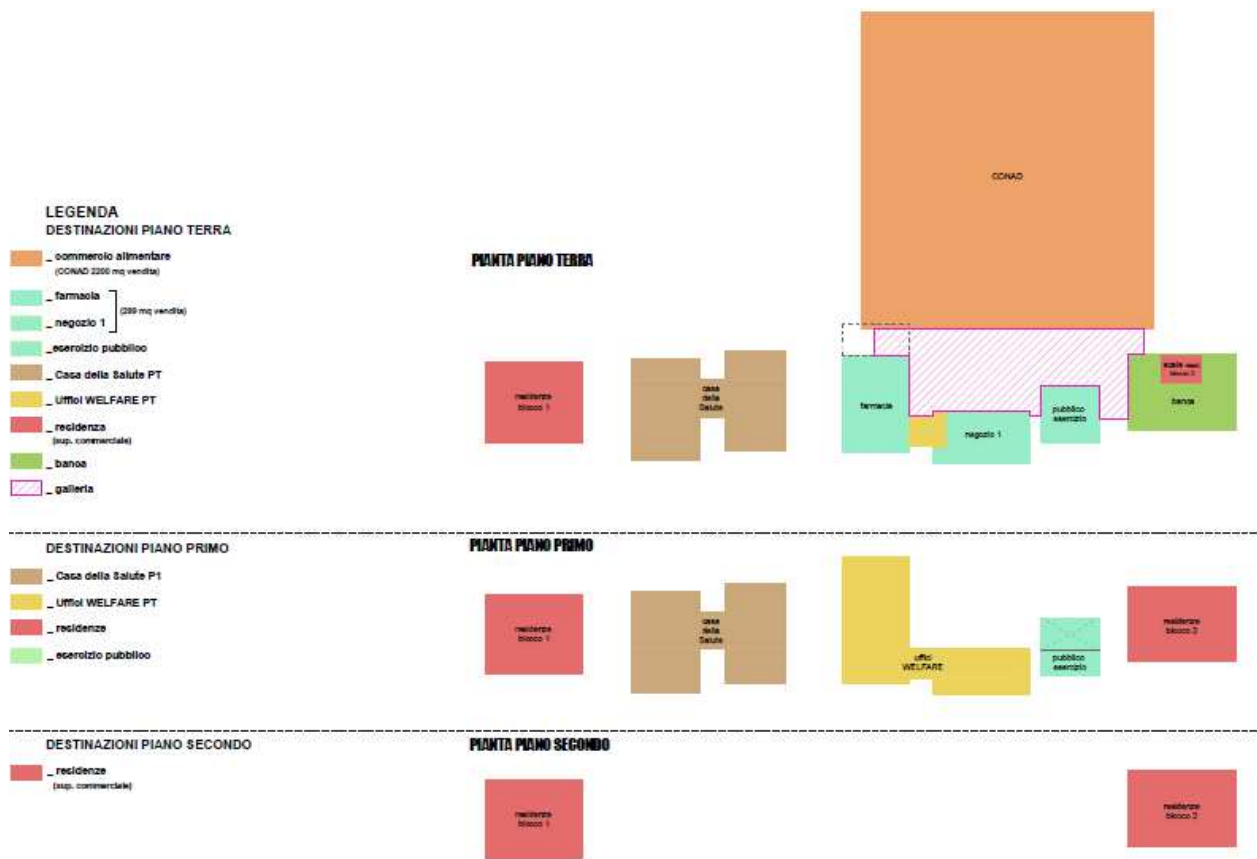 CONAD
LEGENDA
DESTINAZIONI PIANO TERRA
_ commercio alimentare
(CONAD 2200 mq vendita)
_ farmacia
_ negozio 1
(299 mq vendita)
_esercizio pubblico
_ Casa della Salute PT
_ Uffici WELFARE PT
_ residenza
(sup. commerciale)
_ banca
_ galleria
PIANTA PIANO TERRA
residenze
blocco 1
casa
della
Salute
farmacia
negozio 1
pubblico
esercizio
scale
blocco 2
banca
DESTINAZIONI PIANO PRIMO
_ Casa della Salute P1
_ Uffici WELFARE PT
_ residenze
_ esercizio pubblico
PIANTA PIANO PRIMO
residenze
blocco 1
casa
della
Salute
uffici
WELFARE
pubblico
esercizio
residenze
blocco 2
DESTINAZIONI PIANO SECONDO
_ residenze
(sup. commerciale)
PIANTA PIANO SECONDO
residenze
blocco 1
residenze
blocco 2